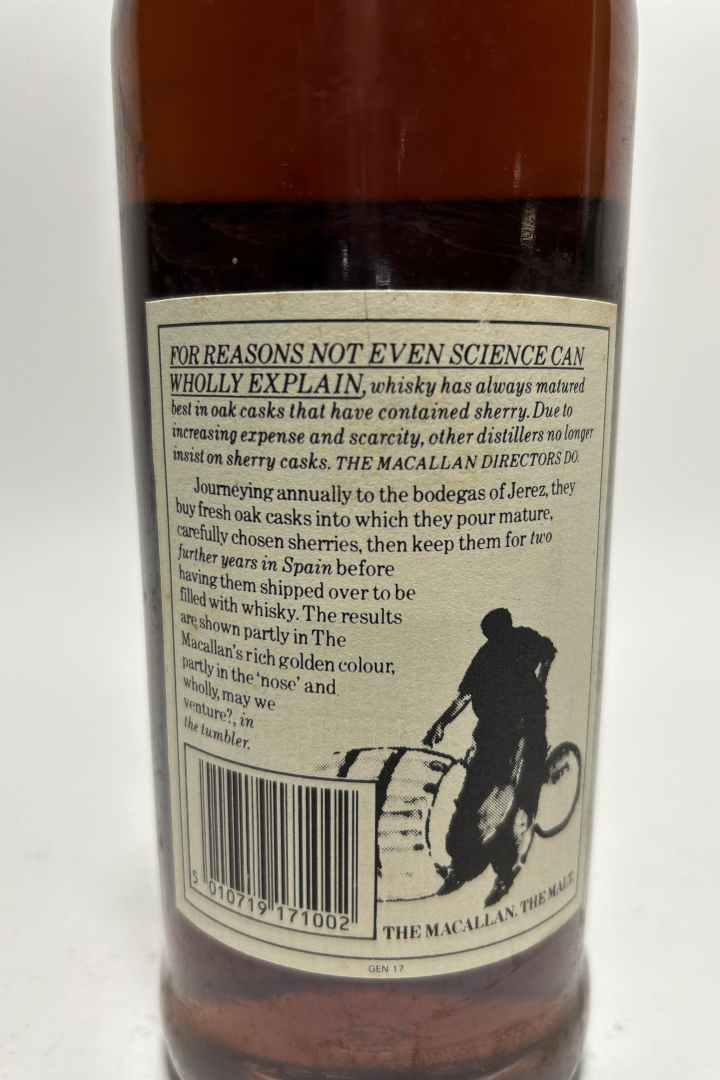 FOR REASONS NOT EVEN SCIENCE CAN
WHOLLY EXPLAIN, whisky has always matured
best in oak casks that have contained sherry. Due to
increasing expense and scarcity, other distillers no longer
insist on sherry casks. THE MACALLAN DIRECTORS DO.
Journeying annually to the bodegas of Jerez, they
buy fresh oak casks into which they pour mature,
carefully chosen sherries, then keep them for two
further years in Spain before
having them shipped over to be
filled with whisky. The results
are shown partly in The
Macallan's rich golden colour,
partly in the 'nose' and
wholly, may we
venture?, in
the tumbler.
5 010719 171002
THE MACALLAN. THE MALT.
GEN 17